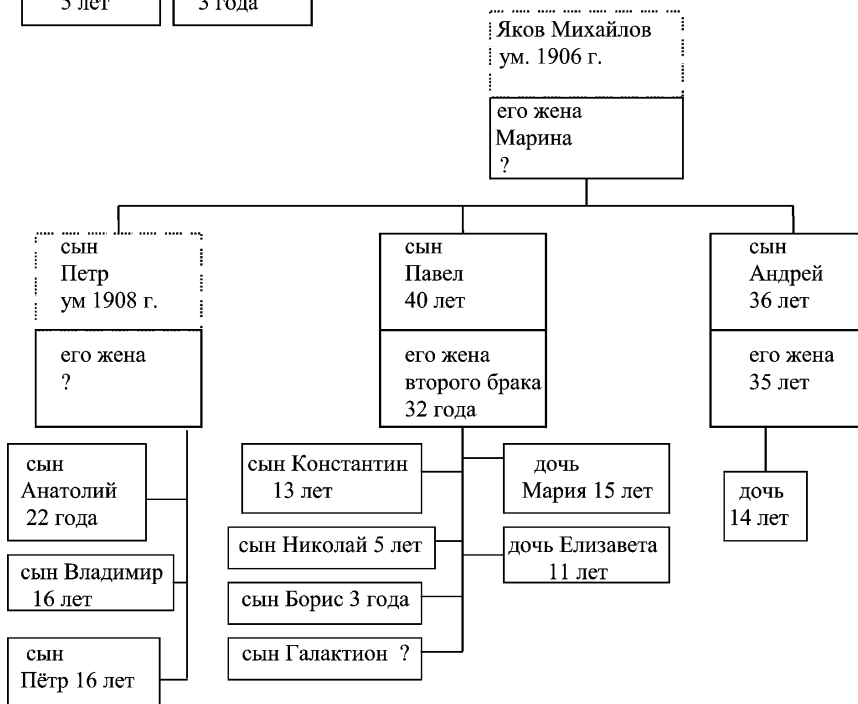 5 лет
3 года
Яков Михайлов
ум. 1906 г.
его жена
Марина
?
сын
Петр
ум 1908 г.
его жена
?
сын
Павел
40 лет
его жена
второго брака
32 года
сын
Андрей
36 лет
его жена
35 лет
сын
Анатолий
22 года
сын Владимир
16 лет
сын
Пётр 16 лет
сын Константин
13 лет
сын Николай 5 лет
сын Борис 3 года
сын Галактион ?
дочь
Мария 15 лет
дочь Елизавета
11 лет
дочь
14 лет